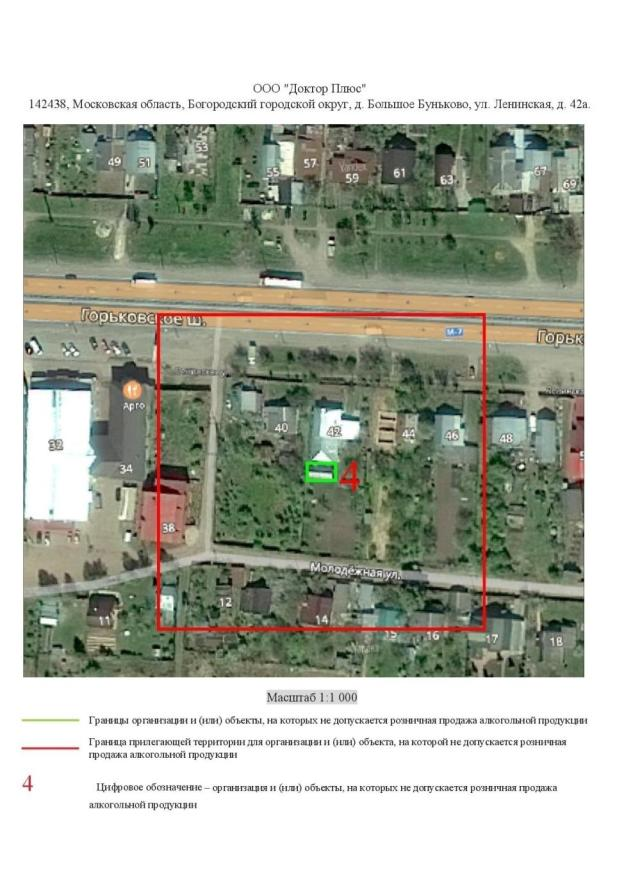 ООО "Доктор Плюс"
142438, Московская область, Богородский городской округ, д. Большое Буньково, ул. Ленинская, д. 42а.
49
51
53
55
57
Yandex
59
61
63
67
69
Горьковское ш.
М-7
Горьк
Арго
32
34
38
40
42
44
46
48
4
Молодёжная ул.
11
12
14
15
16
17
18
Масштаб 1:1 000
Границы организации и (или) объекты, на которых не допускается розничная продажа алкогольной продукции
Граница прилегающей территории для организации и (или) объекта, на которой не допускается розничная
продажа алкогольной продукции
4
Цифровое обозначение – организация и (или) объекты, на которых не допускается розничная продажа
алкогольной продукции